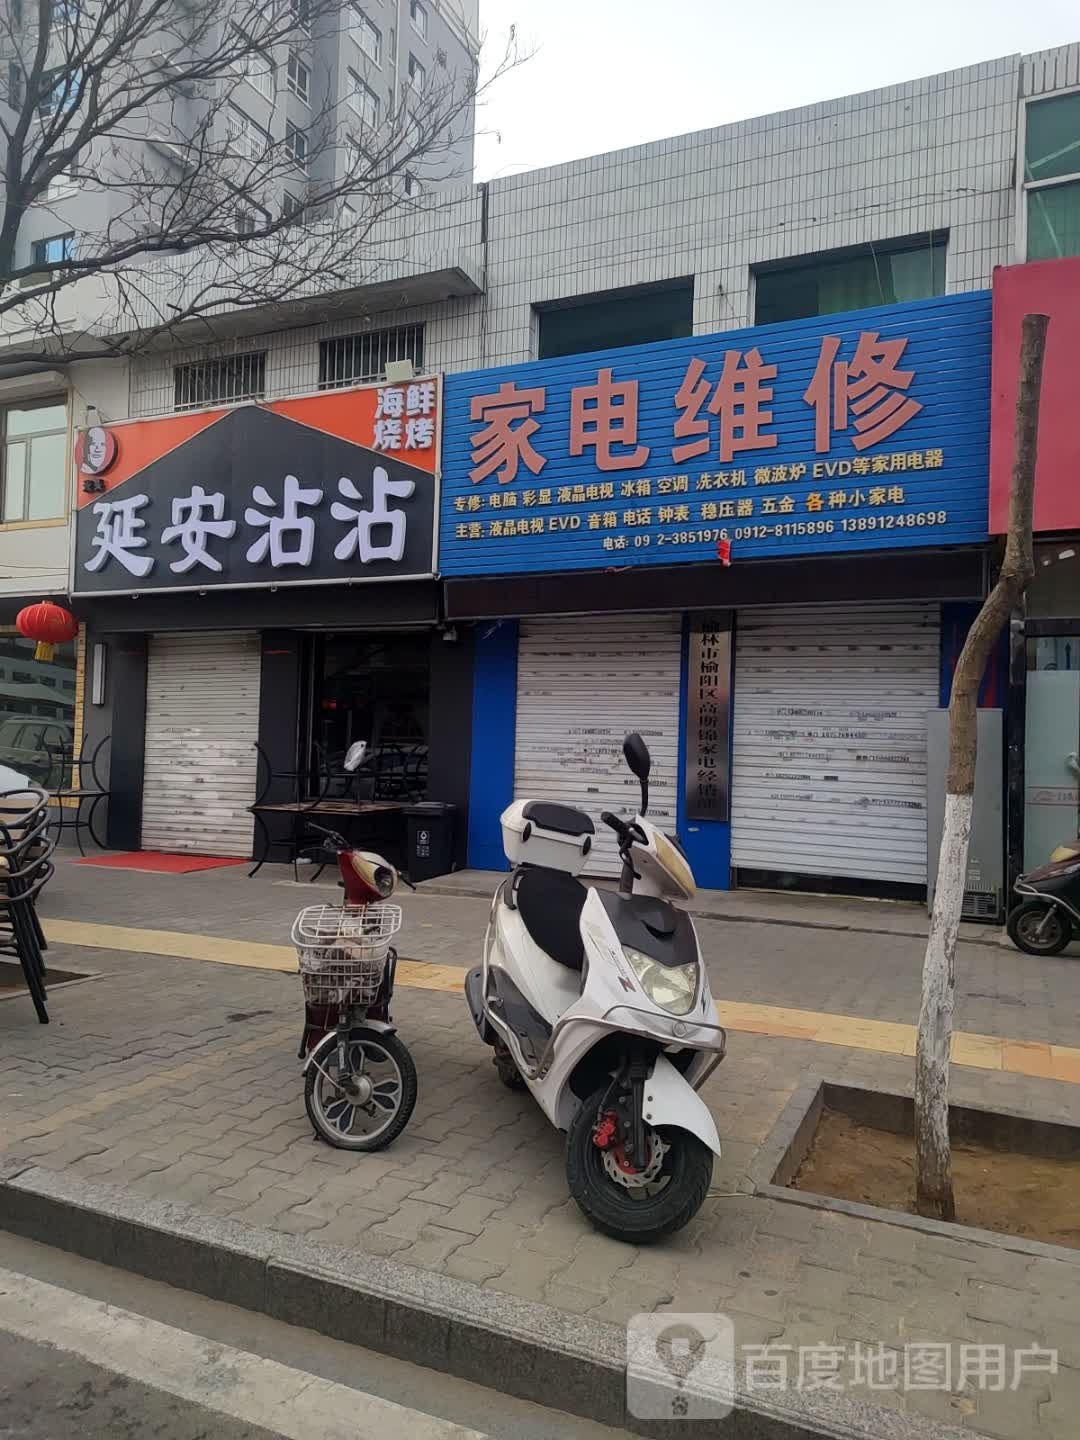 海鲜
烧烤
延安沾沾
家电维修
专修: 电脑 彩显 液晶电视 冰箱 空调 洗衣机 微波炉 EVD等家用电器
主营: 液晶电视 EVD 音箱 电话 钟表 稳压器 五金 各种小家电
电话: 09 2-3851976 0912-8115896 13891248698
榆林市榆阳区高斯锦家电经销部
百度地图用户